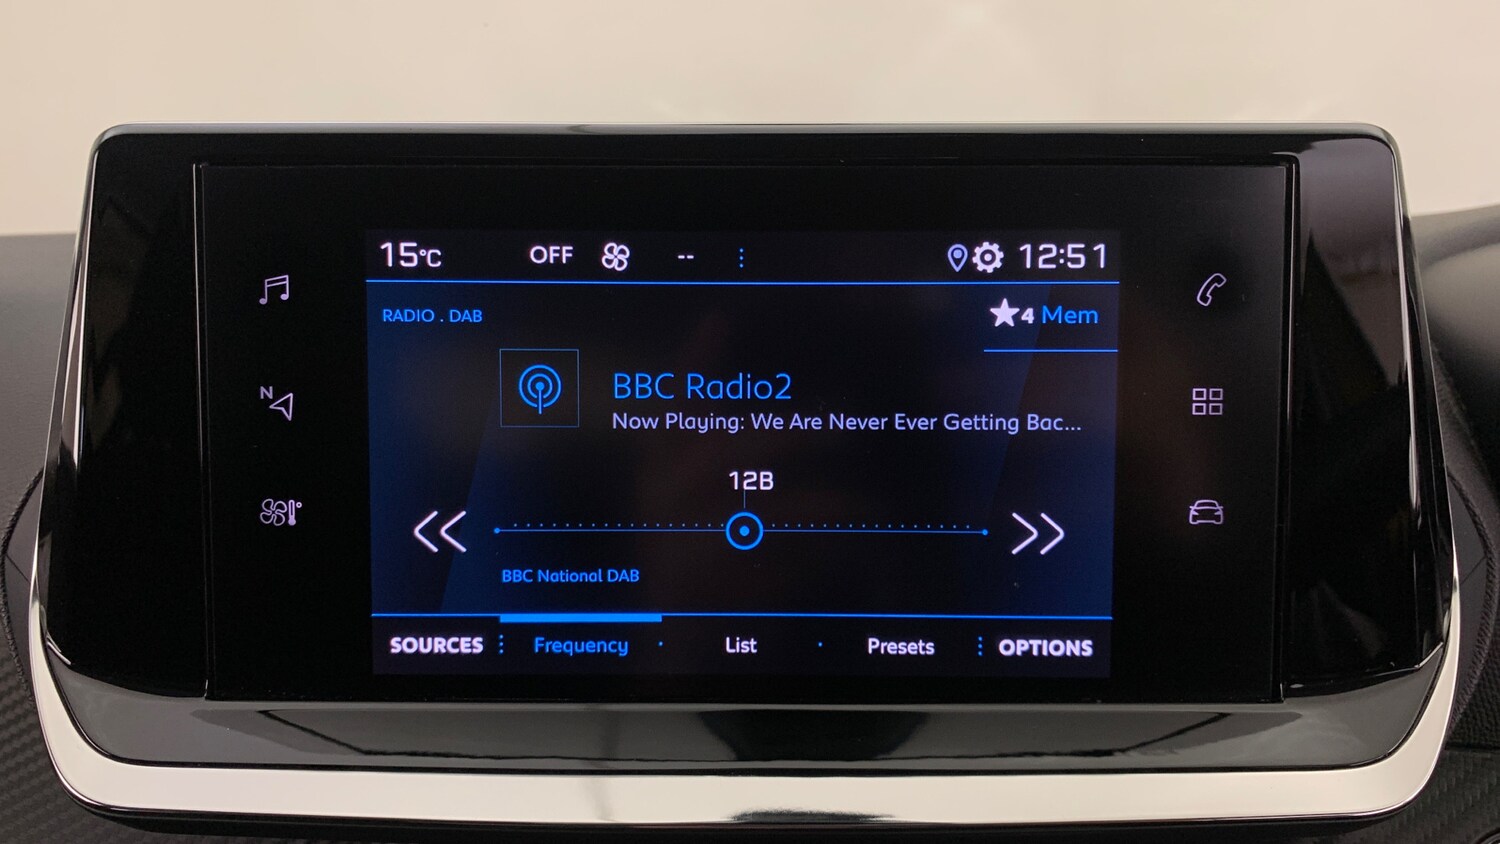 15°C OFF -- 12:51
RADIO . DAB
4 Mem
BBC Radio2
Now Playing: We Are Never Ever Getting Bac...
12B
BBC National DAB
SOURCES Frequency List Presets OPTIONS
N